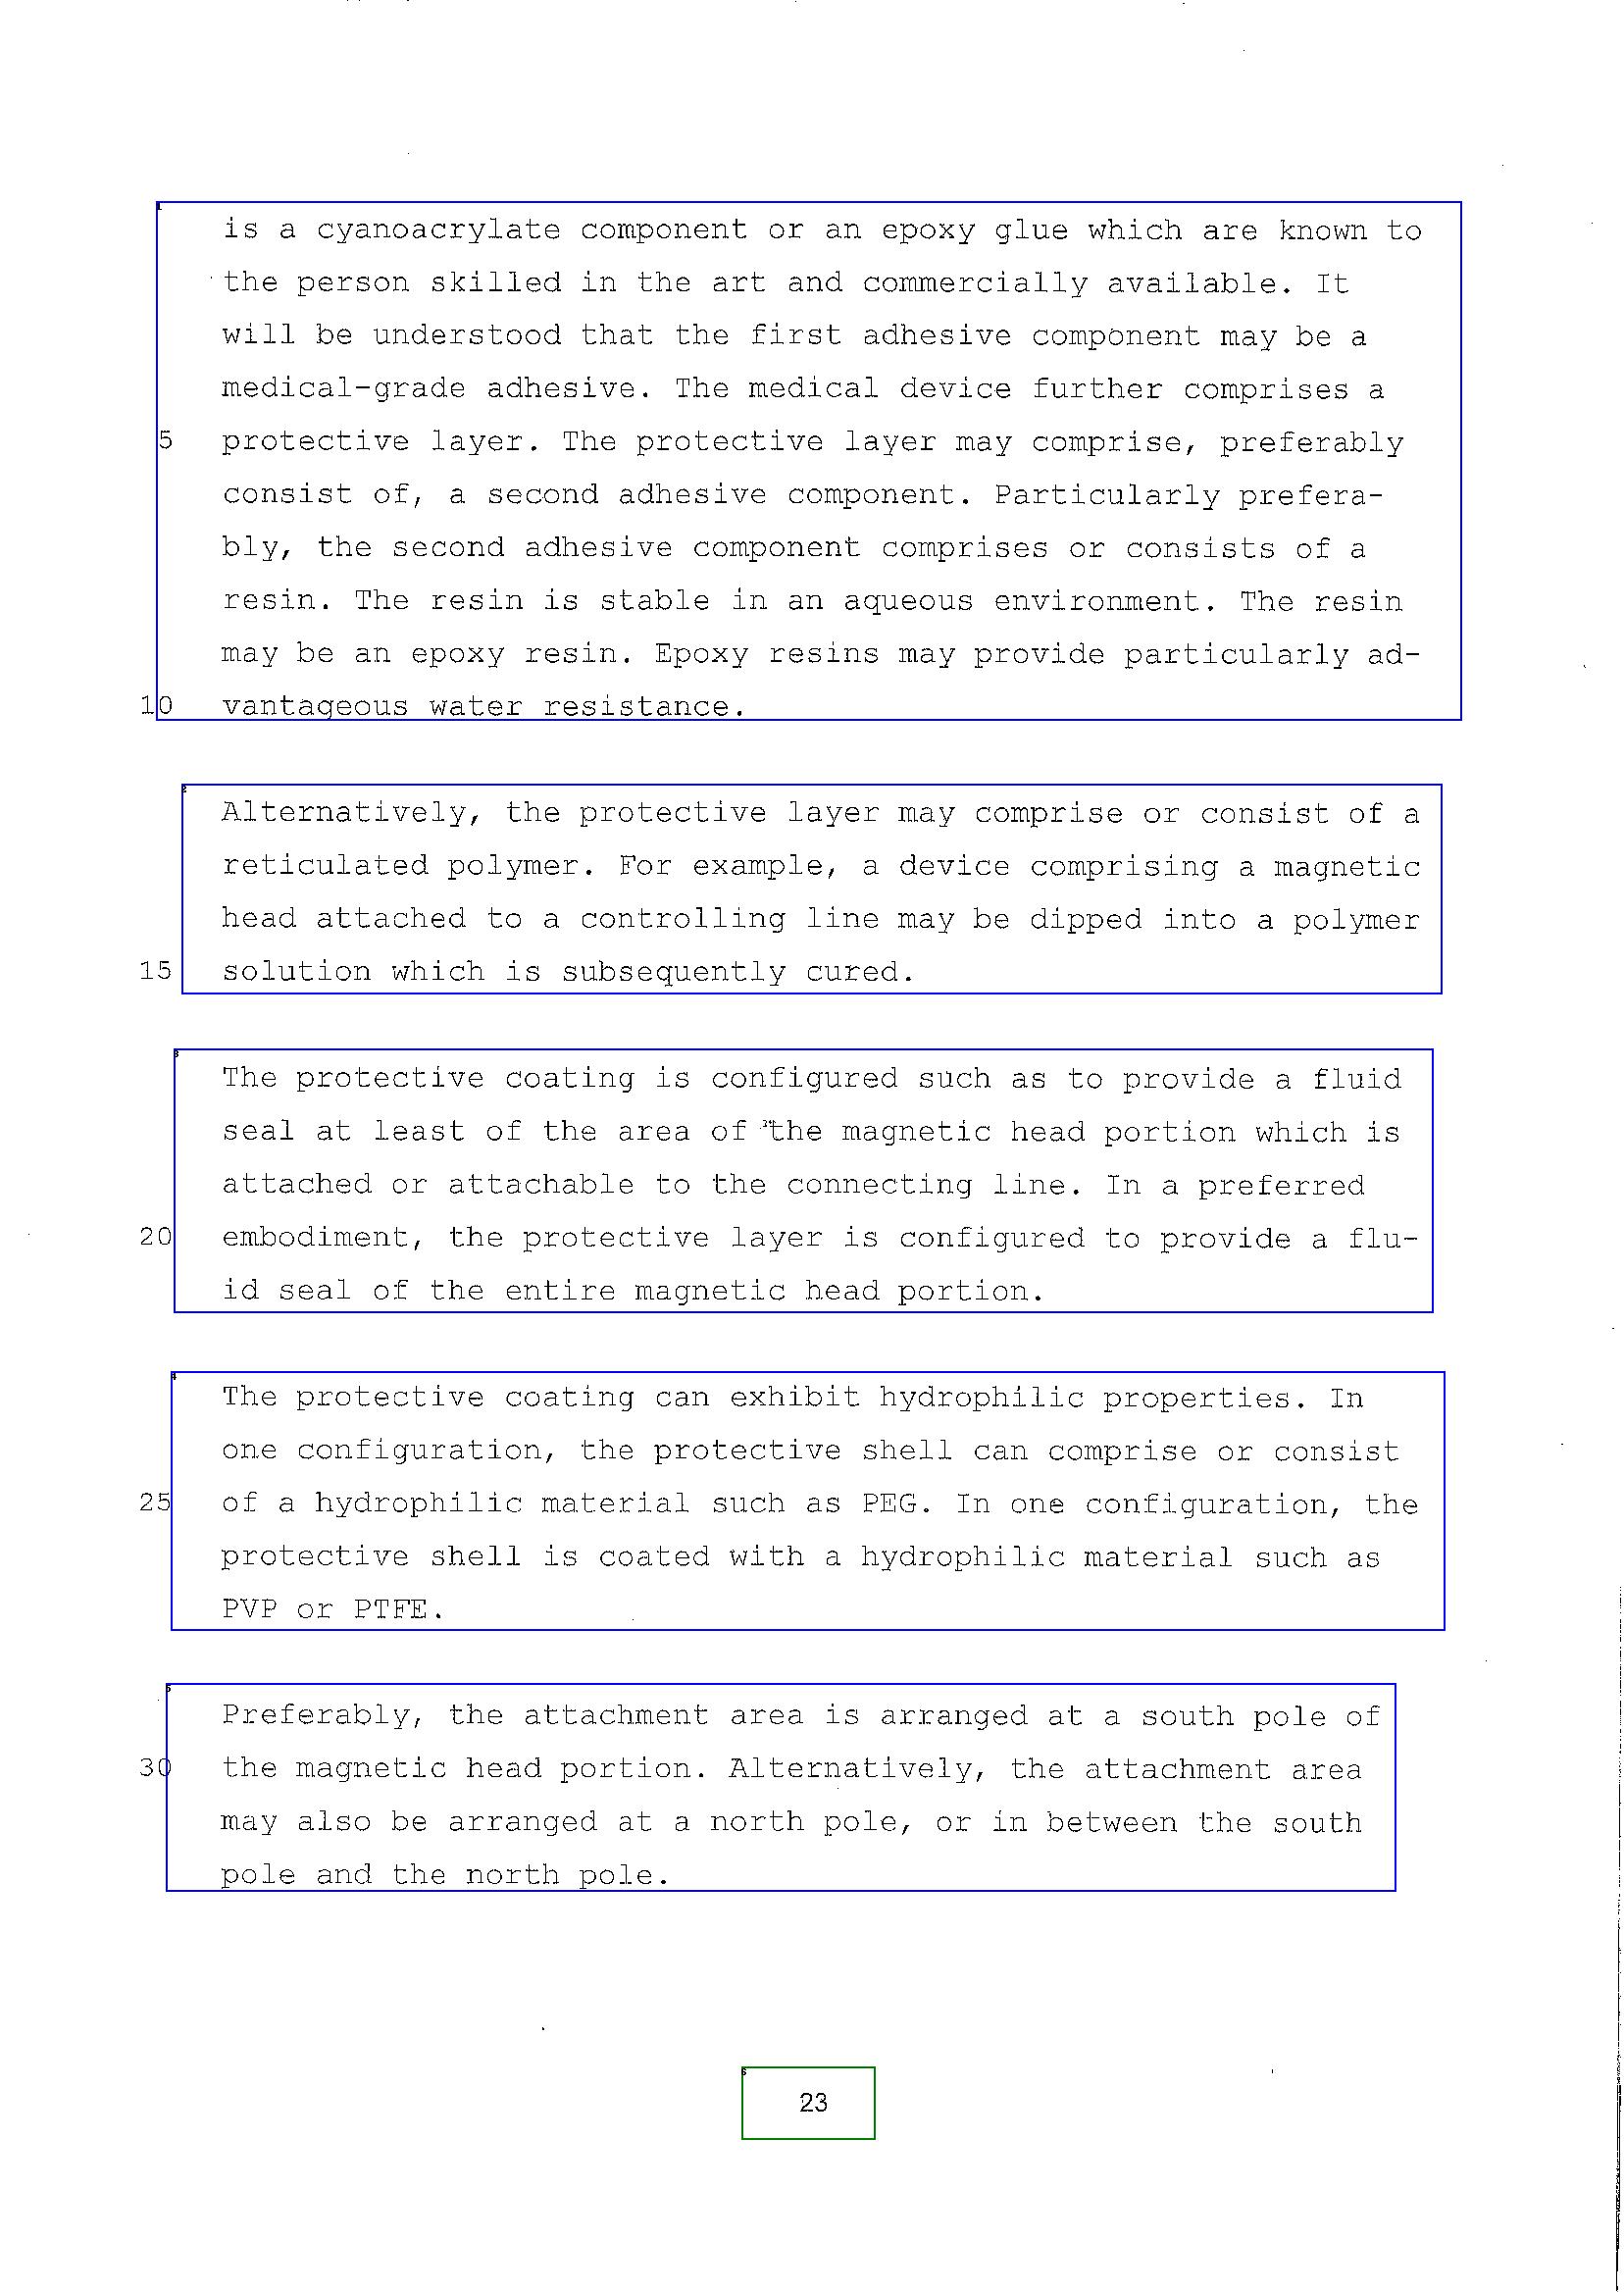 is a cyanoacrylate component or an epoxy glue which are known to
the person skilled in the art and commercially available. It
will be understood that the first adhesive component may be a
medical-grade adhesive. The medical device further comprises a
5 protective layer. The protective layer may comprise, preferably
consist of, a second adhesive component. Particularly prefera-
bly, the second adhesive component comprises or consists of a
resin. The resin is stable in an aqueous environment. The resin
may be an epoxy resin. Epoxy resins may provide particularly ad-
10 vantageous water resistance.
Alternatively, the protective layer may comprise or consist of a
reticulated polymer. For example, a device comprising a magnetic
head attached to a controlling line may be dipped into a polymer
15 solution which is subsequently cured.
The protective coating is configured such as to provide a fluid
seal at least of the area of the magnetic head portion which is
attached or attachable to the connecting line. In a preferred
20 embodiment, the protective layer is configured to provide a flu-
id seal of the entire magnetic head portion.
The protective coating can exhibit hydrophilic properties. In
one configuration, the protective shell can comprise or consist
25 of a hydrophilic material such as PEG. In one configuration, the
protective shell is coated with a hydrophilic material such as
PVP or PTFE.
Preferably, the attachment area is arranged at a south pole of
30 the magnetic head portion. Alternatively, the attachment area
may also be arranged at a north pole, or in between the south
pole and the north pole.
23